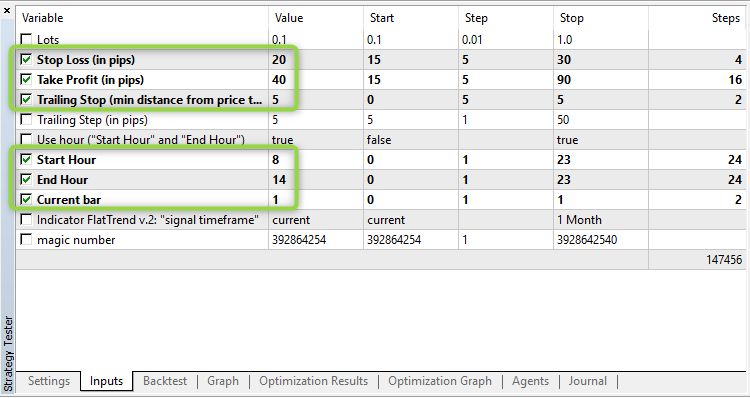 Variable Value Start Step Stop Steps
Lots 0.1 0.1 0.01 1.0
Stop Loss (in pips) 20 15 5 30 4
Take Profit (in pips) 40 15 5 90 16
Trailing Stop (min distance from price t... 5 0 5 5 2
Trailing Step (in pips) 5 5 1 50
Use hour ("Start Hour" and "End Hour") true false true
Start Hour 8 0 1 23 24
End Hour 14 0 1 23 24
Current bar 1 0 1 1 2
Indicator FlatTrend v.2: "signal timeframe" current current 1 Month
magic number 392864254 392864254 1 3928642540
147456
Strategy Tester
Settings Inputs Backtest Graph Optimization Results Optimization Graph Agents Journal